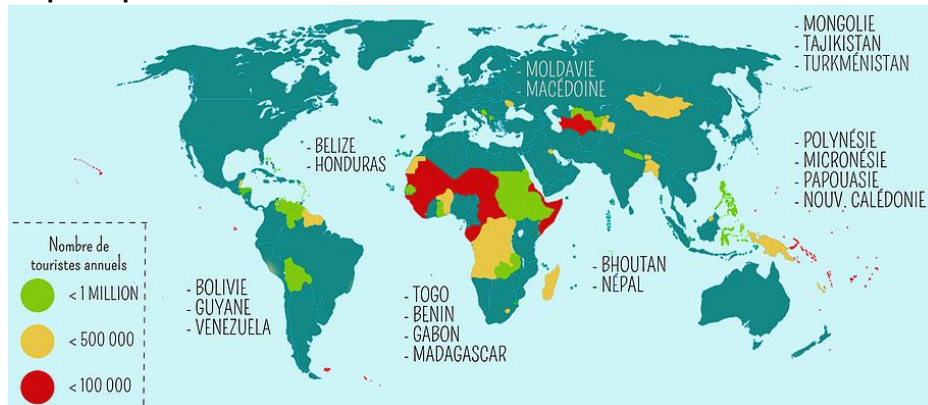 - MONGOLIE
- TAJIKISTAN
- TURKMÉNISTAN
- MOLDAVIE
- MACÉDOINE
- BELIZE
- HONDURAS
- POLYNÉSIE
- MICRONÉSIE
- PAPOUASIE
- NOUV. CALÉDONIE
Nombre de
touristes annuels
< 1 MILLION
< 500 000
< 100 000
- BOLIVIE
- GUYANE
- VENEZUELA
- TOGO
- BENIN
- GABON
- MADAGASCAR
- BHOUTAN
- NÉPAL